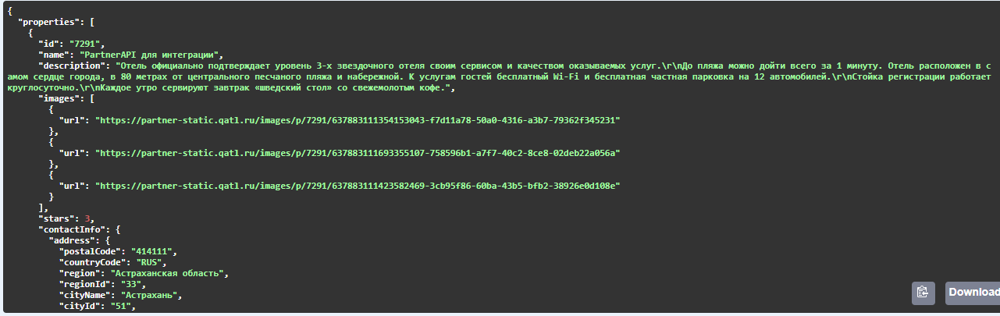 {
"properties": [
{
"id": "7291",
"name": "PartnerAPI для интеграции",
"description": "Отель официально подтверждает уровень 3-х звездочного отеля своим сервисом и качеством оказываемых услуг.\r\nДо пляжа можно дойти всего за 1 минуту. Отель расположен в с
амом сердце города, в 80 метрах от центрального песчаного пляжа и набережной. К услугам гостей бесплатный Wi-Fi и бесплатная частная парковка на 12 автомобилей.\r\nСтойка регистрации работает
круглосуточно.\r\nКаждое утро сервируют завтрак «шведский стол» со свежемолотым кофе.",
"images": [
{
"url": "https://partner-static.qatl.ru/images/p/7291/637883111354153043-f7d11a78-50a0-4316-a3b7-79362f345231"
},
{
"url": "https://partner-static.qatl.ru/images/p/7291/637883111693355107-758596b1-a7f7-40c2-8ce8-02deb22a056a"
},
{
"url": "https://partner-static.qatl.ru/images/p/7291/637883111423582469-3cb95f86-60ba-43b5-bfb2-38926e0d108e"
}
],
"stars": 3,
"contactInfo": {
"address": {
"postalCode": "414111",
"countryCode": "RUS",
"region": "Астраханская область",
"regionId": "33",
"cityName": "Астрахань",
"cityId": "51",
Download